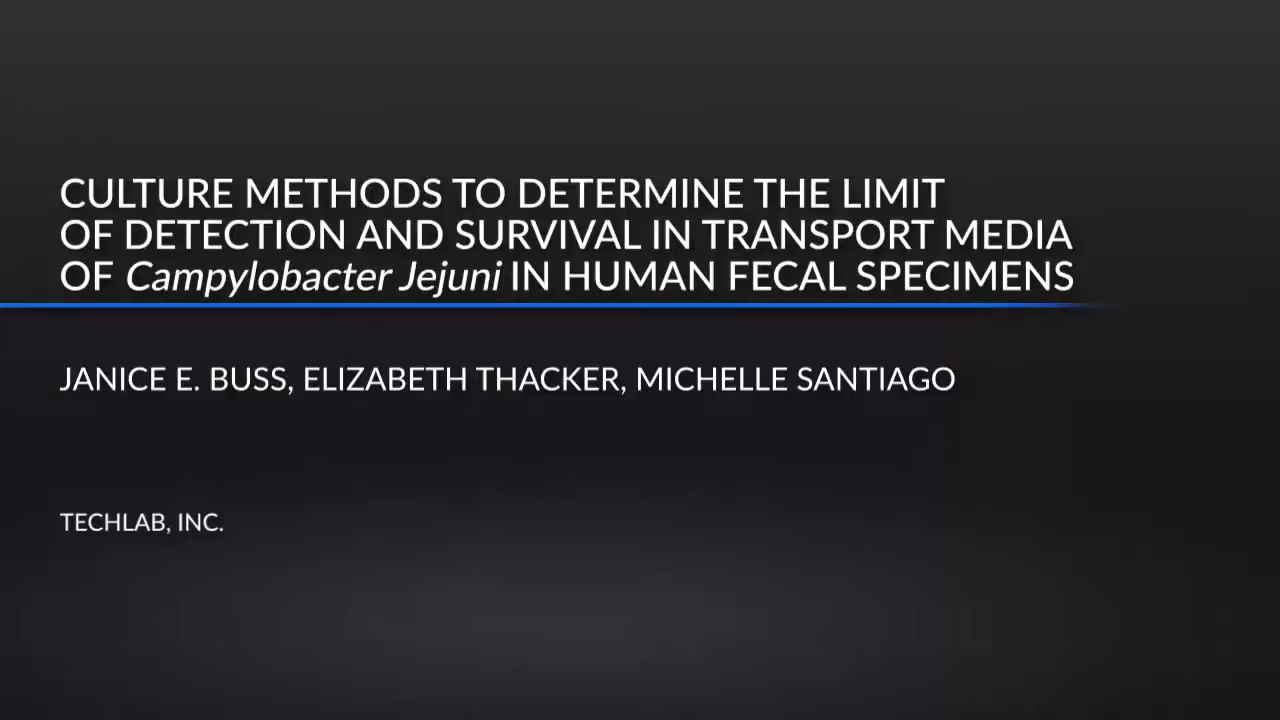 CULTURE METHODS TO DETERMINE THE LIMIT
OF DETECTION AND SURVIVAL IN TRANSPORT MEDIA
OF Campylobacter Jejuni IN HUMAN FECAL SPECIMENS
JANICE E. BUSS, ELIZABETH THACKER, MICHELLE SANTIAGO
TECHLAB, INC.